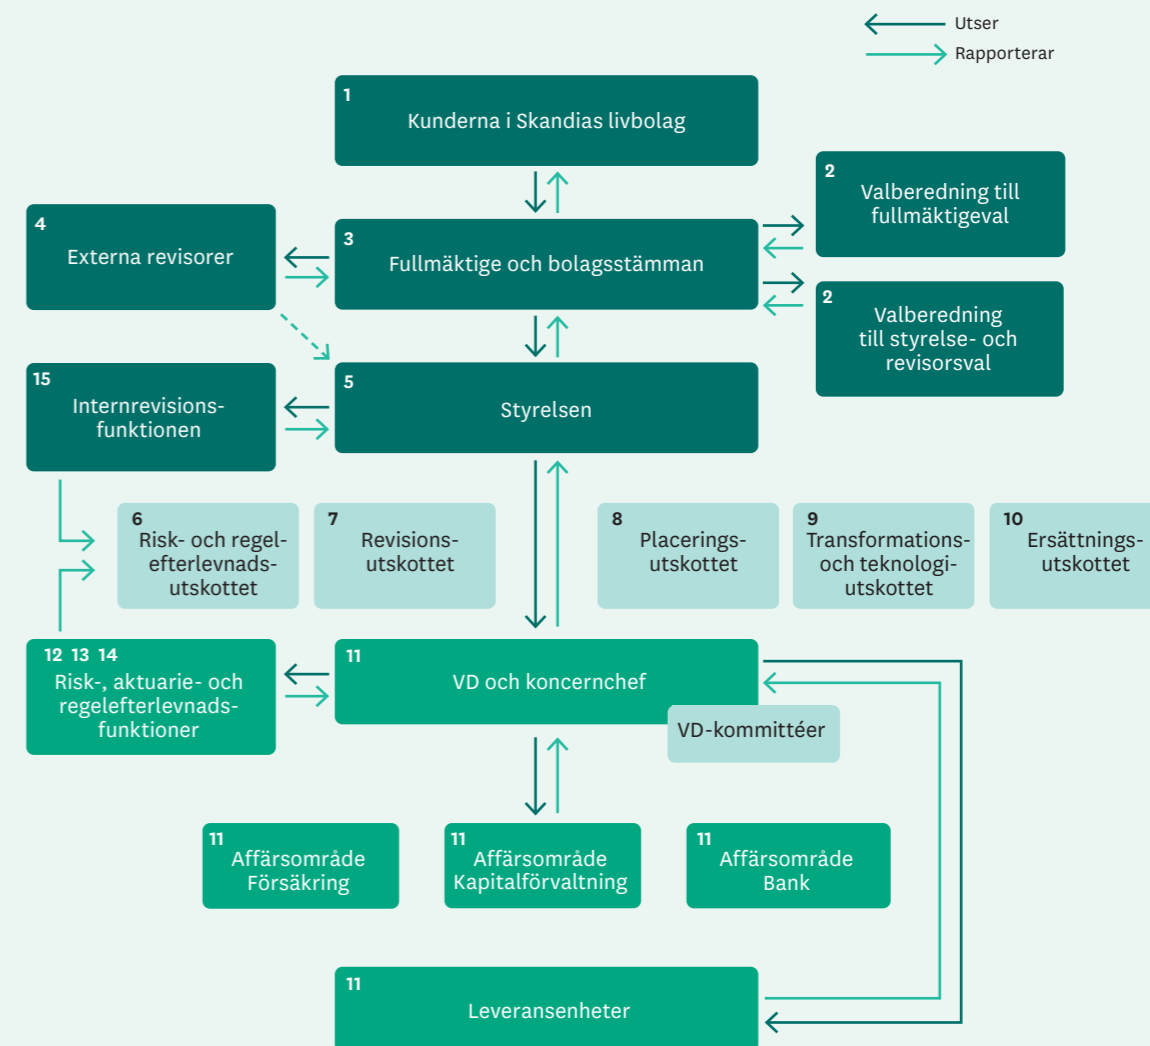 Utser
Rapporterar
1
Kunderna i Skandias livbolag
2
Valberedning till
fullmäktigeval
4
Externa revisorer
3
Fullmäktige och bolagsstämman
2
Valberedning
till styrelse- och
revisorsval
15
Internrevisions-
funktionen
5
Styrelsen
6
Risk- och regel-
efterlevnads-
utskottet
7
Revisions-
utskottet
8
Placerings-
utskottet
9
Transformations-
och teknologi-
utskottet
10
Ersättnings-
utskottet
12 13 14
Risk-, aktuarie- och
regelefterlevnads-
funktioner
11
VD och koncernchef
VD-kommittéer
11
Affärsområde
Försäkring
11
Affärsområde
Kapitalförvaltning
11
Affärsområde
Bank
11
Leveransenheter